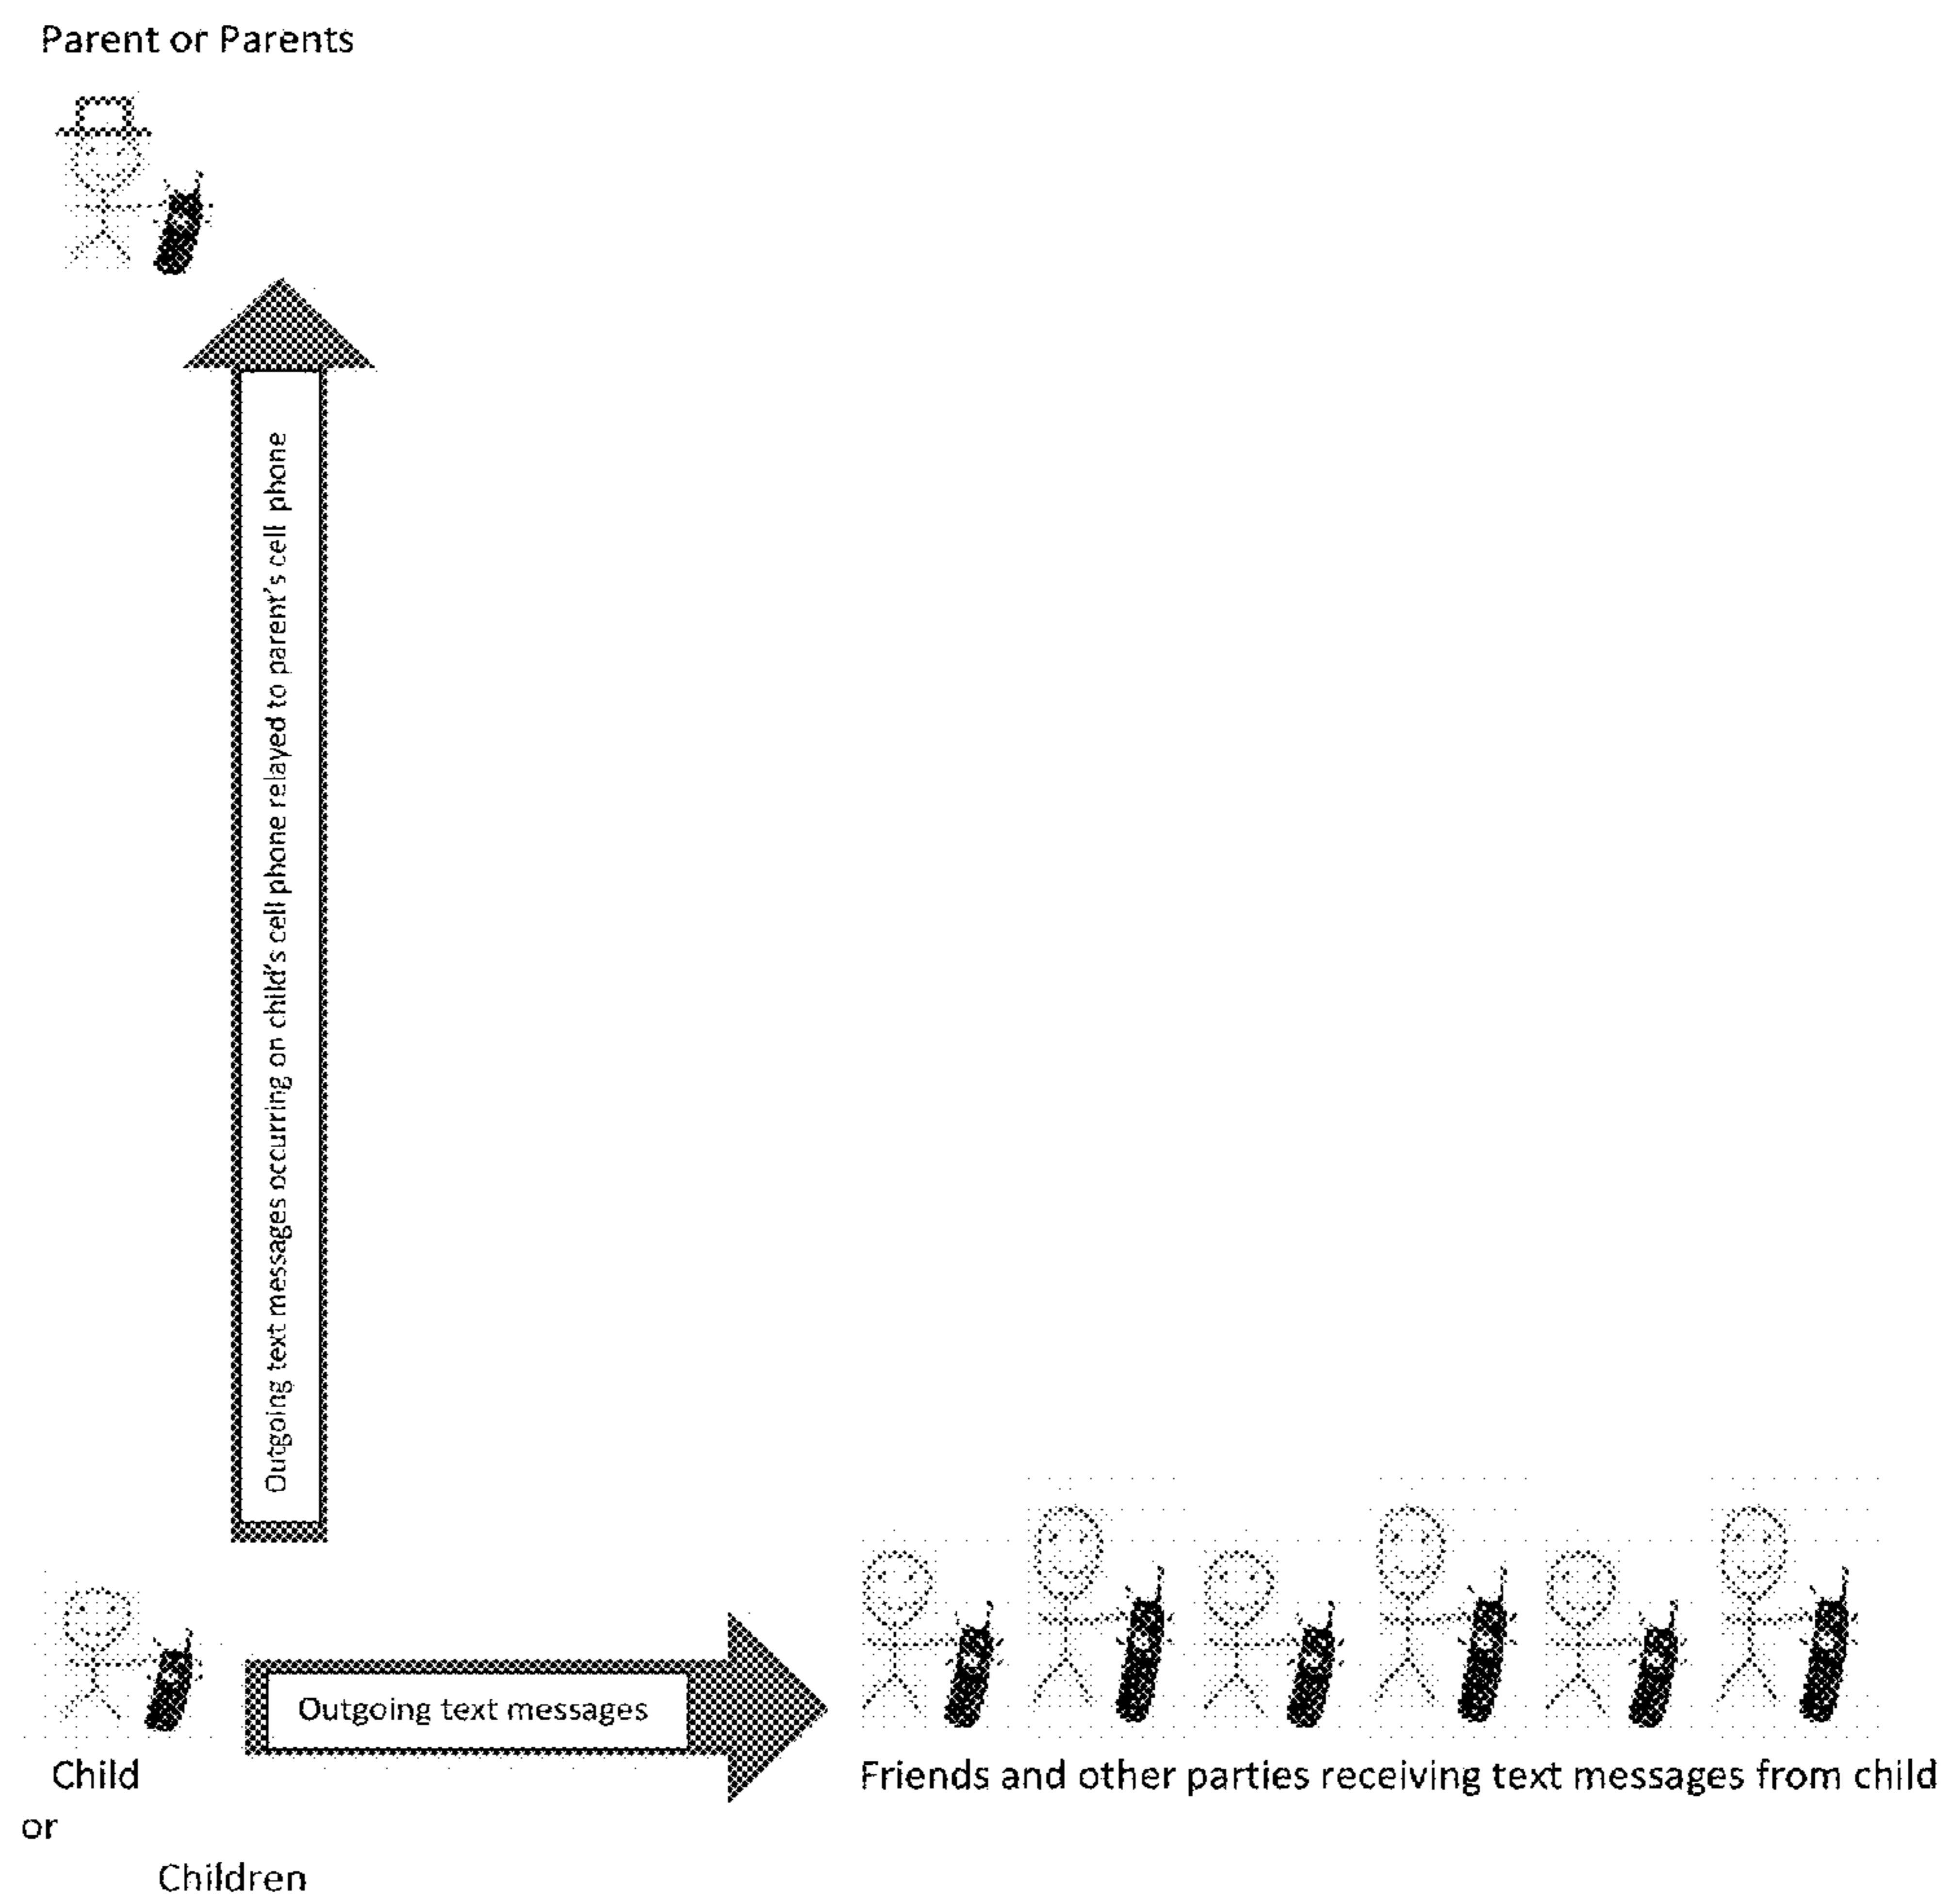 Parent or Parents
Outgoing text messages occurring on child's cell phone relayed to parent's cell phone
Outgoing text messages
Child
or
Children
Friends and other parties receiving text messages from child